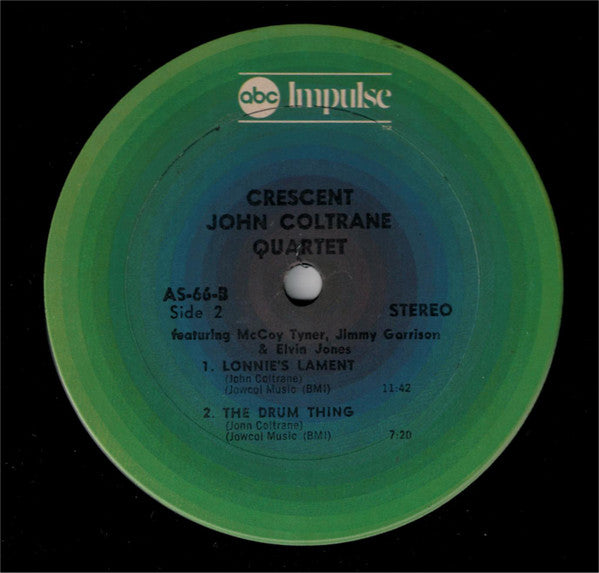 abc Impulse
CRESCENT
JOHN COLTRANE
QUARTET
AS-66-B
Side 2
STEREO
featuring McCoy Tyner, Jimmy Garrison
& Elvin Jones
1. LONNIE'S LAMENT
(John Coltrane)
(Jowcol Music (BMI) 11:42
2. THE DRUM THING
(John Coltrane)
(Jowcol Music (BMI) 7:20